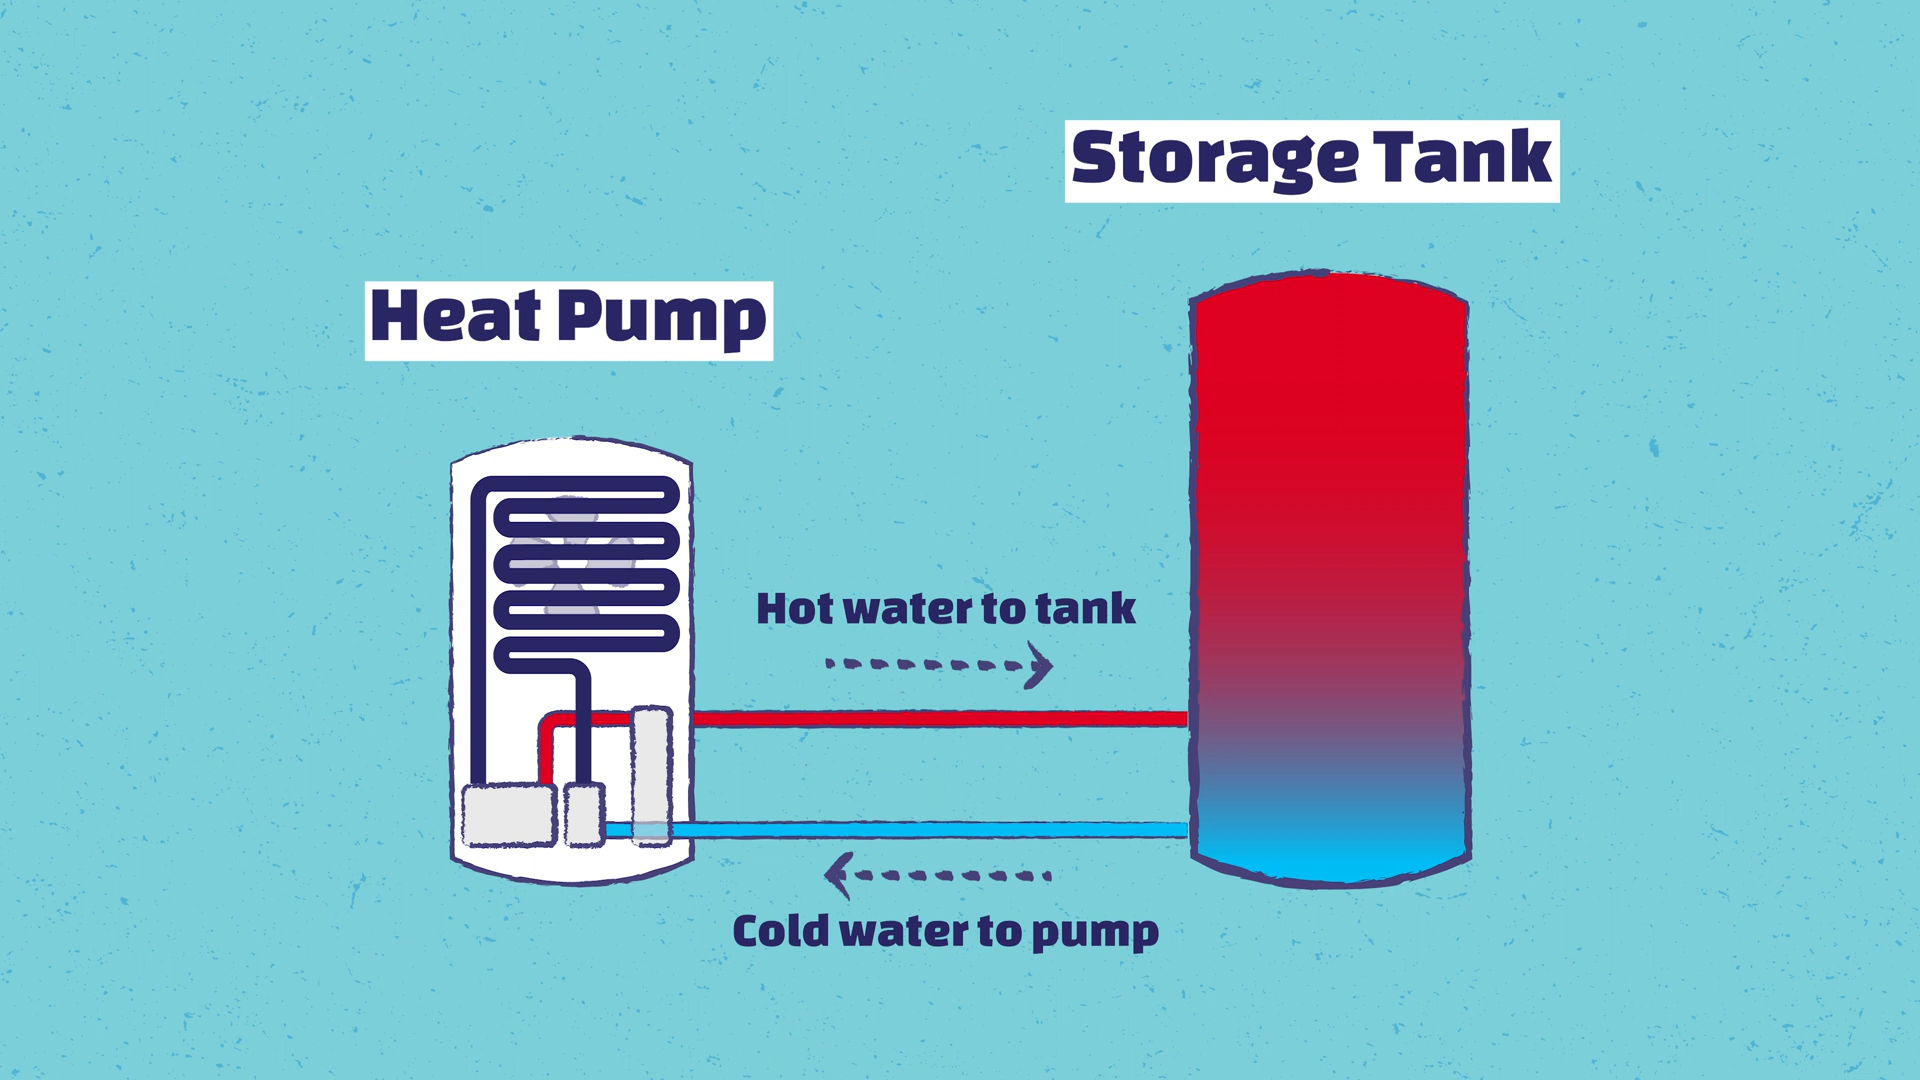 Storage Tank
Heat Pump
Hot water to tank
Cold water to pump